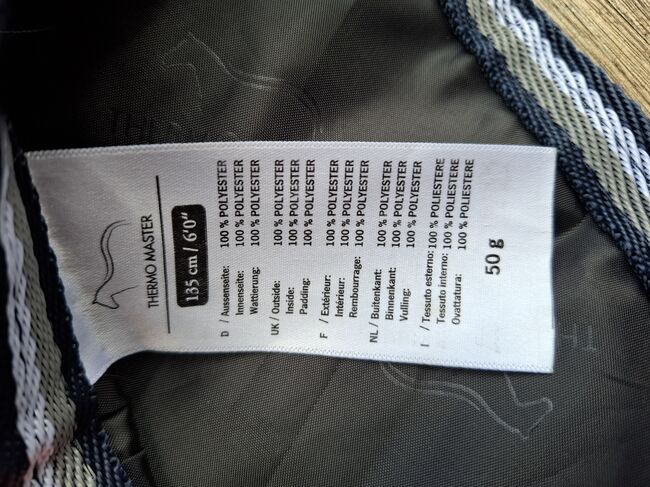 THERMO MASTER
135 cm / 6'0"
D / Aussenseite: 100 % POLYESTER
Innenseite: 100 % POLYESTER
Wattierung: 100 % POLYESTER
UK / Outside: 100 % POLYESTER
Inside: 100 % POLYESTER
Padding: 100 % POLYESTER
F / Extérieur: 100 % POLYESTER
Intérieur: 100 % POLYESTER
Rembourrage: 100 % POLYESTER
NL / Buitenkant: 100 % POLYESTER
Binnenkant: 100 % POLYESTER
Vulling: 100 % POLYESTER
I / Tessuto esterno: 100 % POLIESTERE
Tessuto interno: 100 % POLIESTERE
Ovattatura: 100 % POLIESTERE
50 g